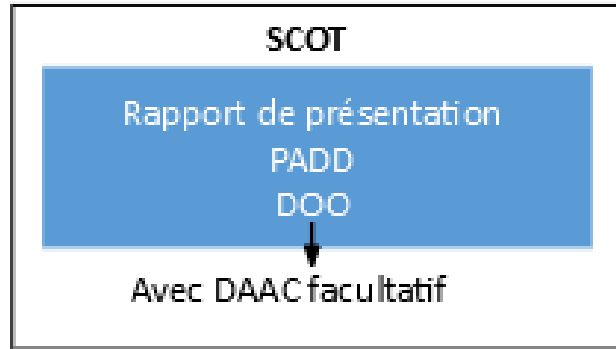 SCOT
Rapport de présentation
PADD
DOO
Avec DAAC facultatif